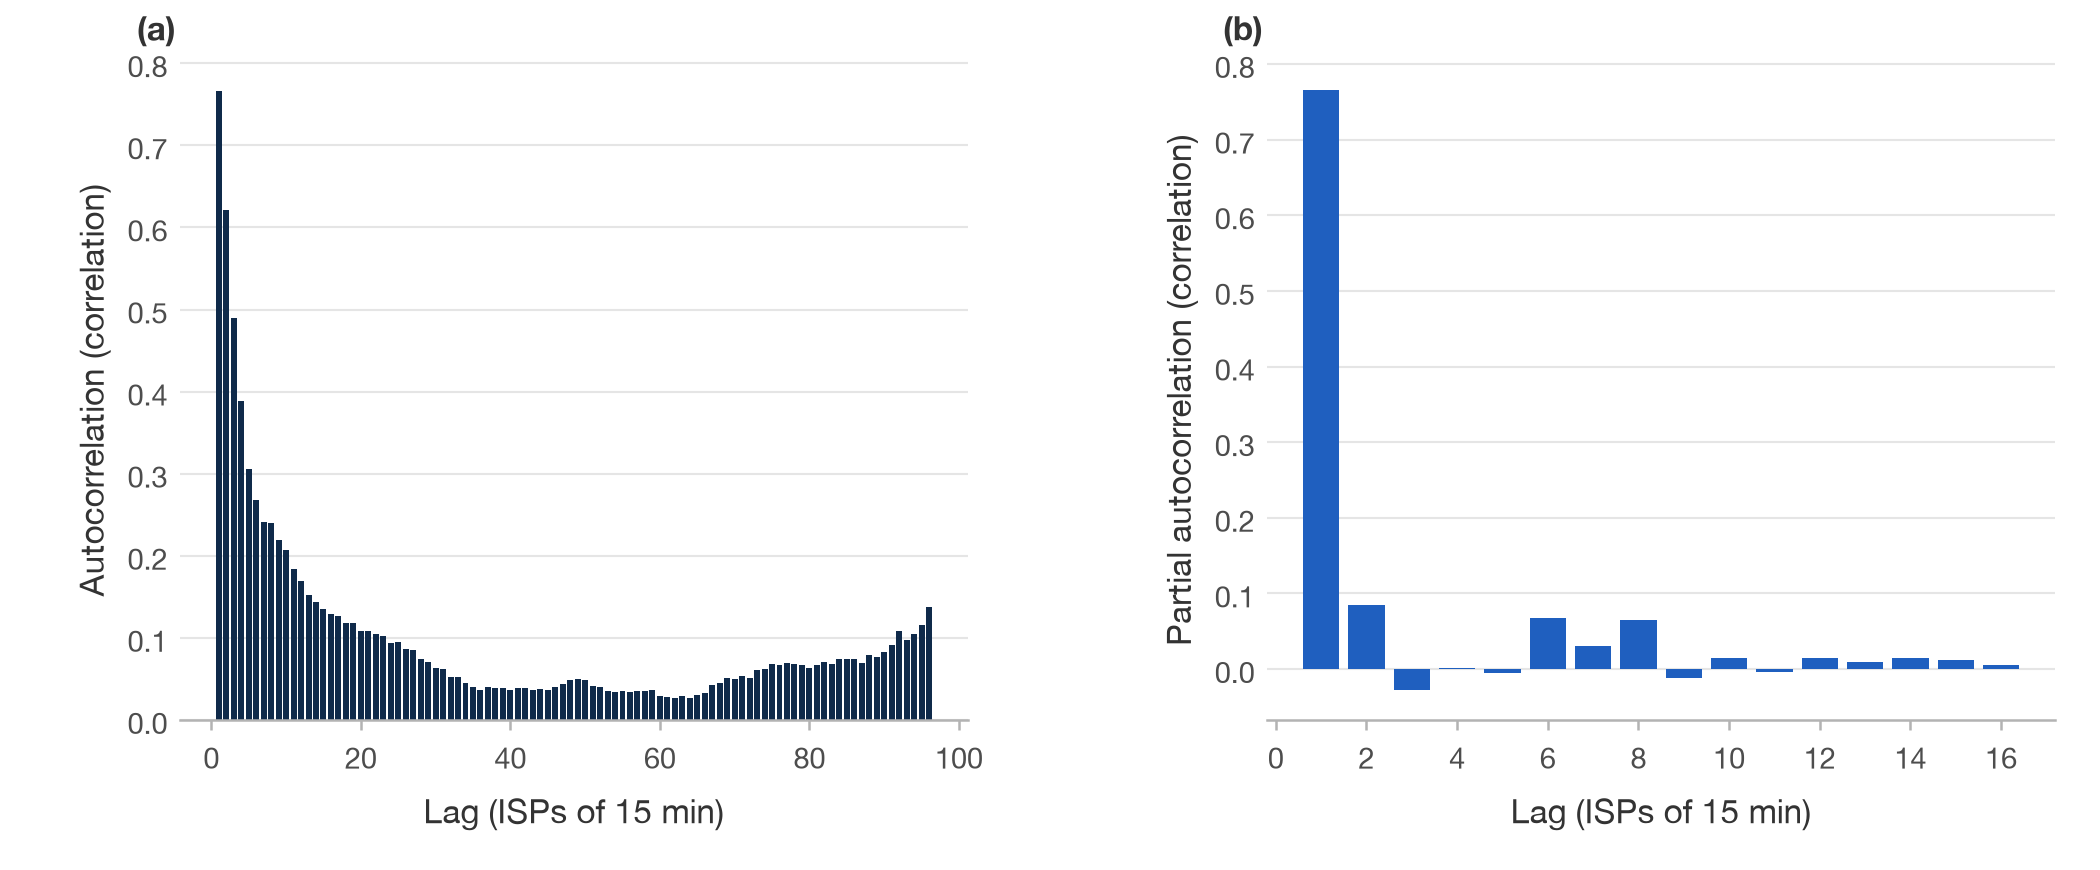 (a)
0.8
0.7
0.6
0.5
0.4
0.3
0.2
0.1
0.0
Autocorrelation (correlation)
0 20 40 60 80 100
Lag (ISPs of 15 min)
(b)
0.8
0.7
0.6
0.5
0.4
0.3
0.2
0.1
0.0
Partial autocorrelation (correlation)
0 2 4 6 8 10 12 14 16
Lag (ISPs of 15 min)